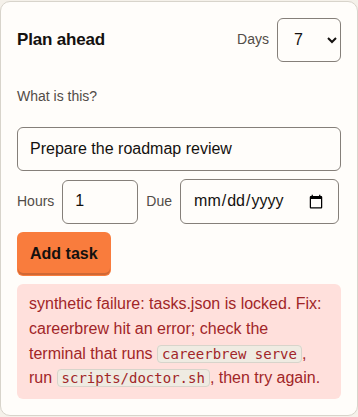 Plan ahead
Days 7
What is this?
Prepare the roadmap review
Hours 1 Due mm/dd/yyyy
Add task
synthetic failure: tasks.json is locked. Fix:
careerbrew hit an error; check the
terminal that runs careerbrew serve,
run scripts/doctor.sh, then try again.